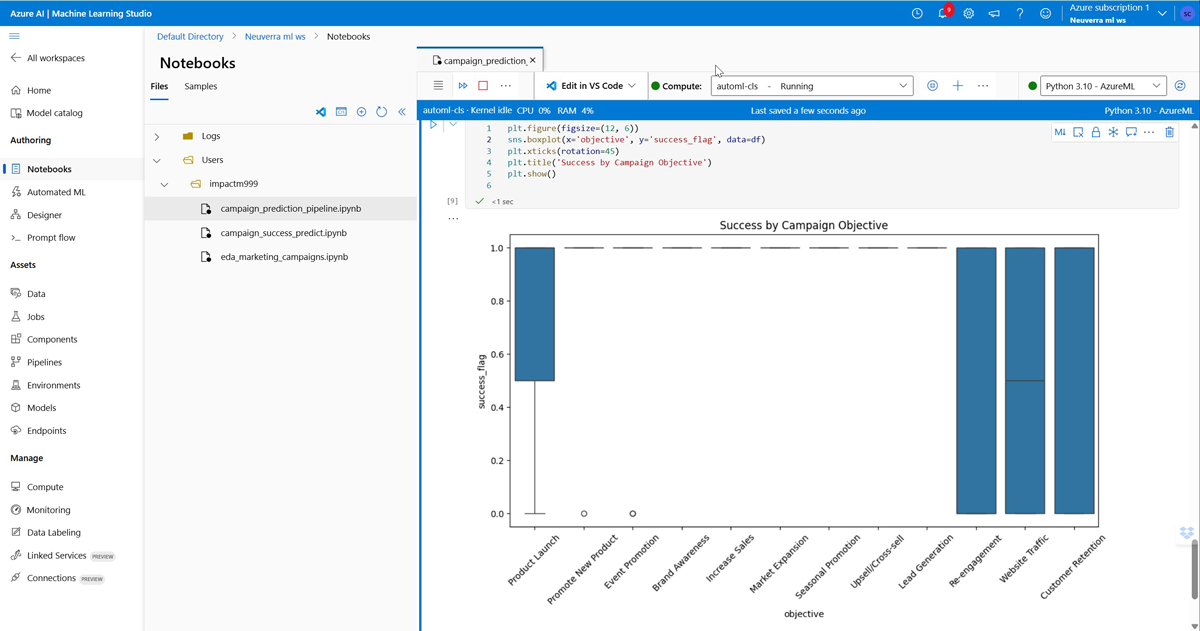 Azure AI | Machine Learning Studio
9
Azure subscription 1
Neuverra ml ws
SC
All workspaces
Home
Model catalog
Authoring
Notebooks
Automated ML
Designer
Prompt flow
Assets
Data
Jobs
Components
Pipelines
Environments
Models
Endpoints
Manage
Compute
Monitoring
Data Labeling
Linked Services PREVIEW
Connections PREVIEW
Default Directory > Neuverra ml ws > Notebooks
Notebooks
Files Samples
Logs
Users
impactm999
campaign_prediction_pipeline.ipynb
campaign_success_predict.ipynb
eda_marketing_campaigns.ipynb
campaign_prediction_
Edit in VS Code
Compute: automl-cls - Running
Python 3.10 - AzureML
automl-cls · Kernel idle CPU 0% RAM 4% Last saved a few seconds ago Python 3.10 - AzureML
1 plt.figure(figsize=(12, 6))
2 sns.boxplot(x='objective', y='success_flag', data=df)
3 plt.xticks(rotation=45)
4 plt.title('Success by Campaign Objective')
5 plt.show()
6
M↓
[9] <1 sec
Success by Campaign Objective
1.0
0.8
0.6
0.4
0.2
0.0
success_flag
Product Launch
Promote New Product
Event Promotion
Brand Awareness
Increase Sales
Market Expansion
Seasonal Promotion
Upsell/Cross-sell
Lead Generation
Re-engagement
Website Traffic
Customer Retention
objective